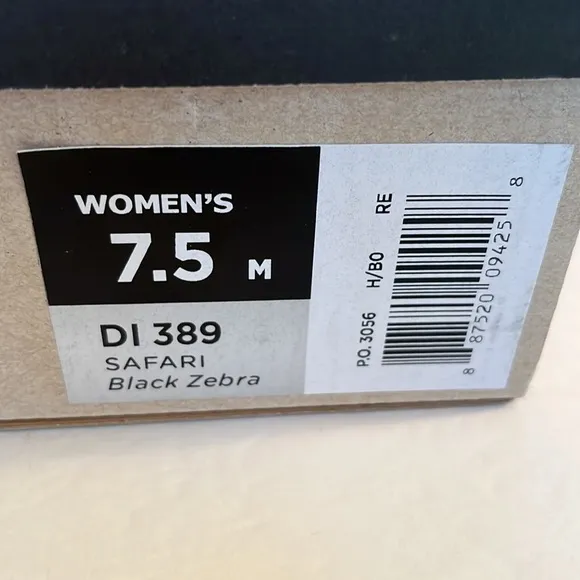 WOMEN'S
7.5 M
DI 389
SAFARI
Black Zebra
P.O. 3056 H/BO RE
8 87520 09425 8